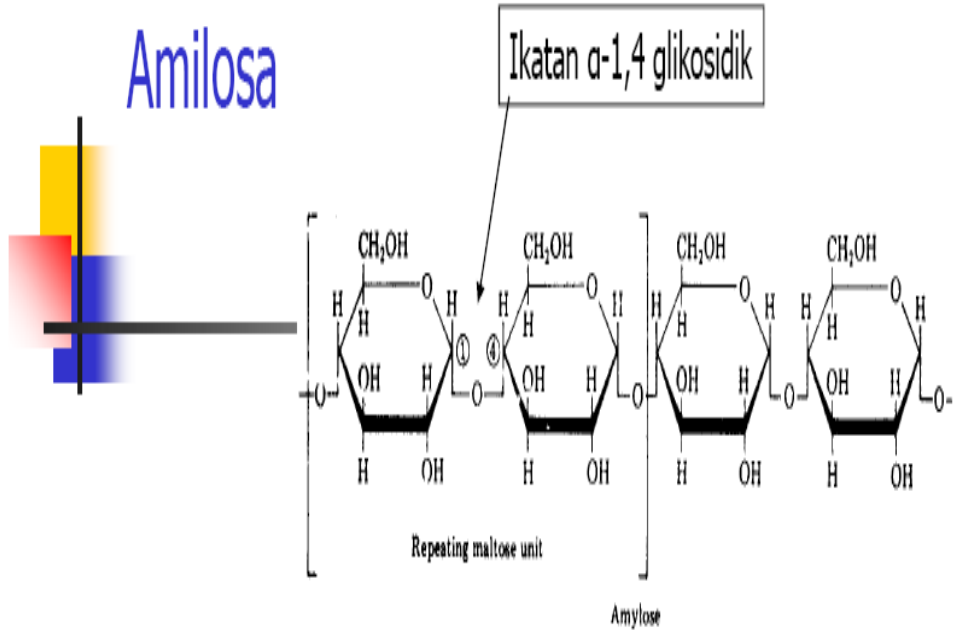 Amilosa
Ikatan α-1,4 glikosidik
CH₂OH CH₂OH CH₂OH CH₂OH
O O O O
H H H H H H H H
H H H H
① ④
OH H OH H OH H OH H
O O O O O
H OH H OH H OH H OH
Repeating maltose unit
Amylose